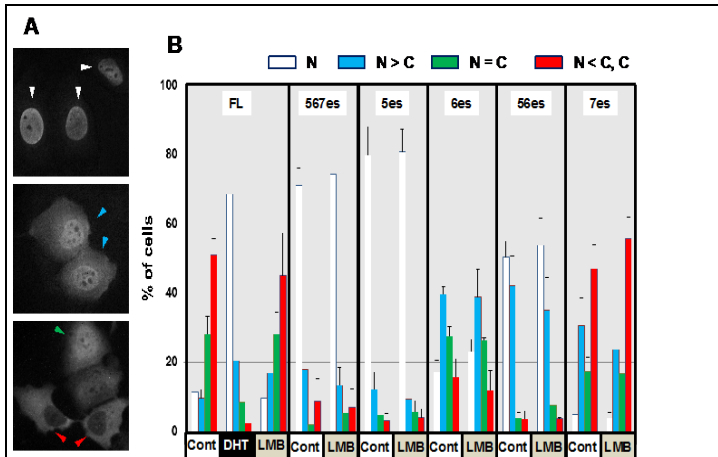 A
B
N N > C N = C N < C, C
FL 567es 5es 6es 56es 7es
% of cells
100
80
60
40
20
0
Cont DHT LMB Cont LMB Cont LMB Cont LMB Cont LMB Cont LMB